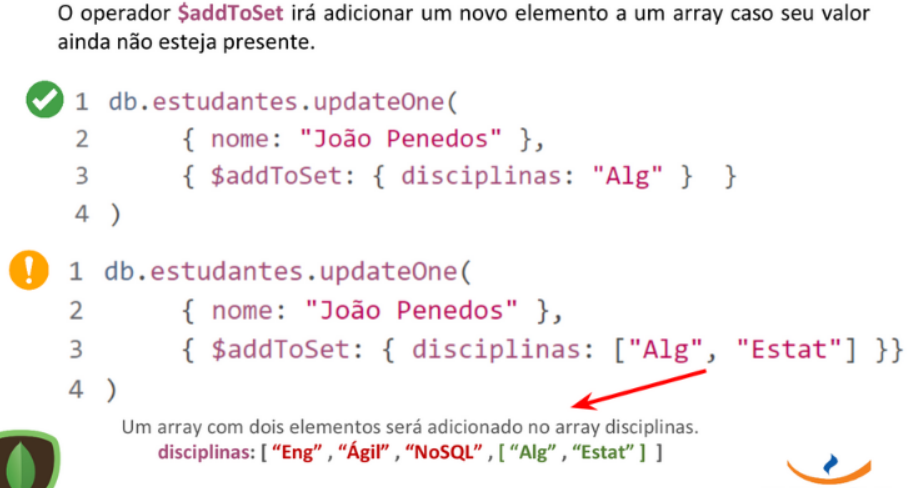 O operador $addToSet irá adicionar um novo elemento a um array caso seu valor
ainda não esteja presente.
1 db.estudantes.updateOne(
2 { nome: "João Penedos" },
3 { $addToSet: { disciplinas: "Alg" } }
4 )
1 db.estudantes.updateOne(
2 { nome: "João Penedos" },
3 { $addToSet: { disciplinas: ["Alg", "Estat"] }}
4 )
Um array com dois elementos será adicionado no array disciplinas.
disciplinas: [ “Eng” , “Ágil” , “NoSQL” , [ “Alg” , “Estat” ] ]